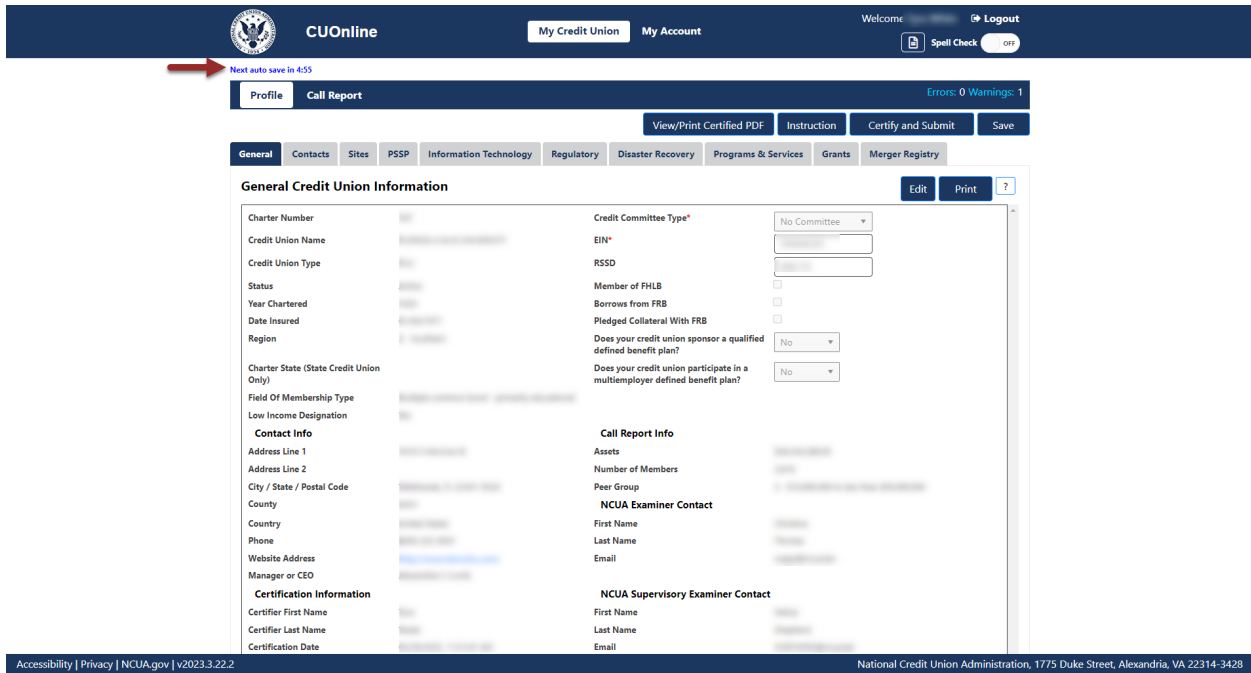 Welcome
Logout
CUOnline
My Credit Union
My Account
Spell Check
OFF
Next auto save in 4:55
Profile
Call Report
Errors: 0 Warnings: 1
View/Print Certified PDF
Instruction
Certify and Submit
Save
General
Contacts
Sites
PSSP
Information Technology
Regulatory
Disaster Recovery
Programs & Services
Grants
Merger Registry
General Credit Union Information
Edit
Print
?
Charter Number
Credit Committee Type*
No Committee
Credit Union Name
EIN*
Credit Union Type
RSSD
Status
Member of FHLB
Year Chartered
Borrows from FRB
Date Insured
Pledged Collateral With FRB
Region
Does your credit union sponsor a qualified
defined benefit plan?
No
Charter State (State Credit Union
Only)
Does your credit union participate in a
multiemployer defined benefit plan?
No
Field Of Membership Type
Low Income Designation
Contact Info
Call Report Info
Address Line 1
Assets
Address Line 2
Number of Members
City / State / Postal Code
Peer Group
County
NCUA Examiner Contact
Country
First Name
Phone
Last Name
Website Address
Email
Manager or CEO
Certification Information
NCUA Supervisory Examiner Contact
Certifier First Name
First Name
Certifier Last Name
Last Name
Certification Date
Email
Accessibility | Privacy | NCUA.gov | v2023.3.22.2
National Credit Union Administration, 1775 Duke Street, Alexandria, VA 22314-3428